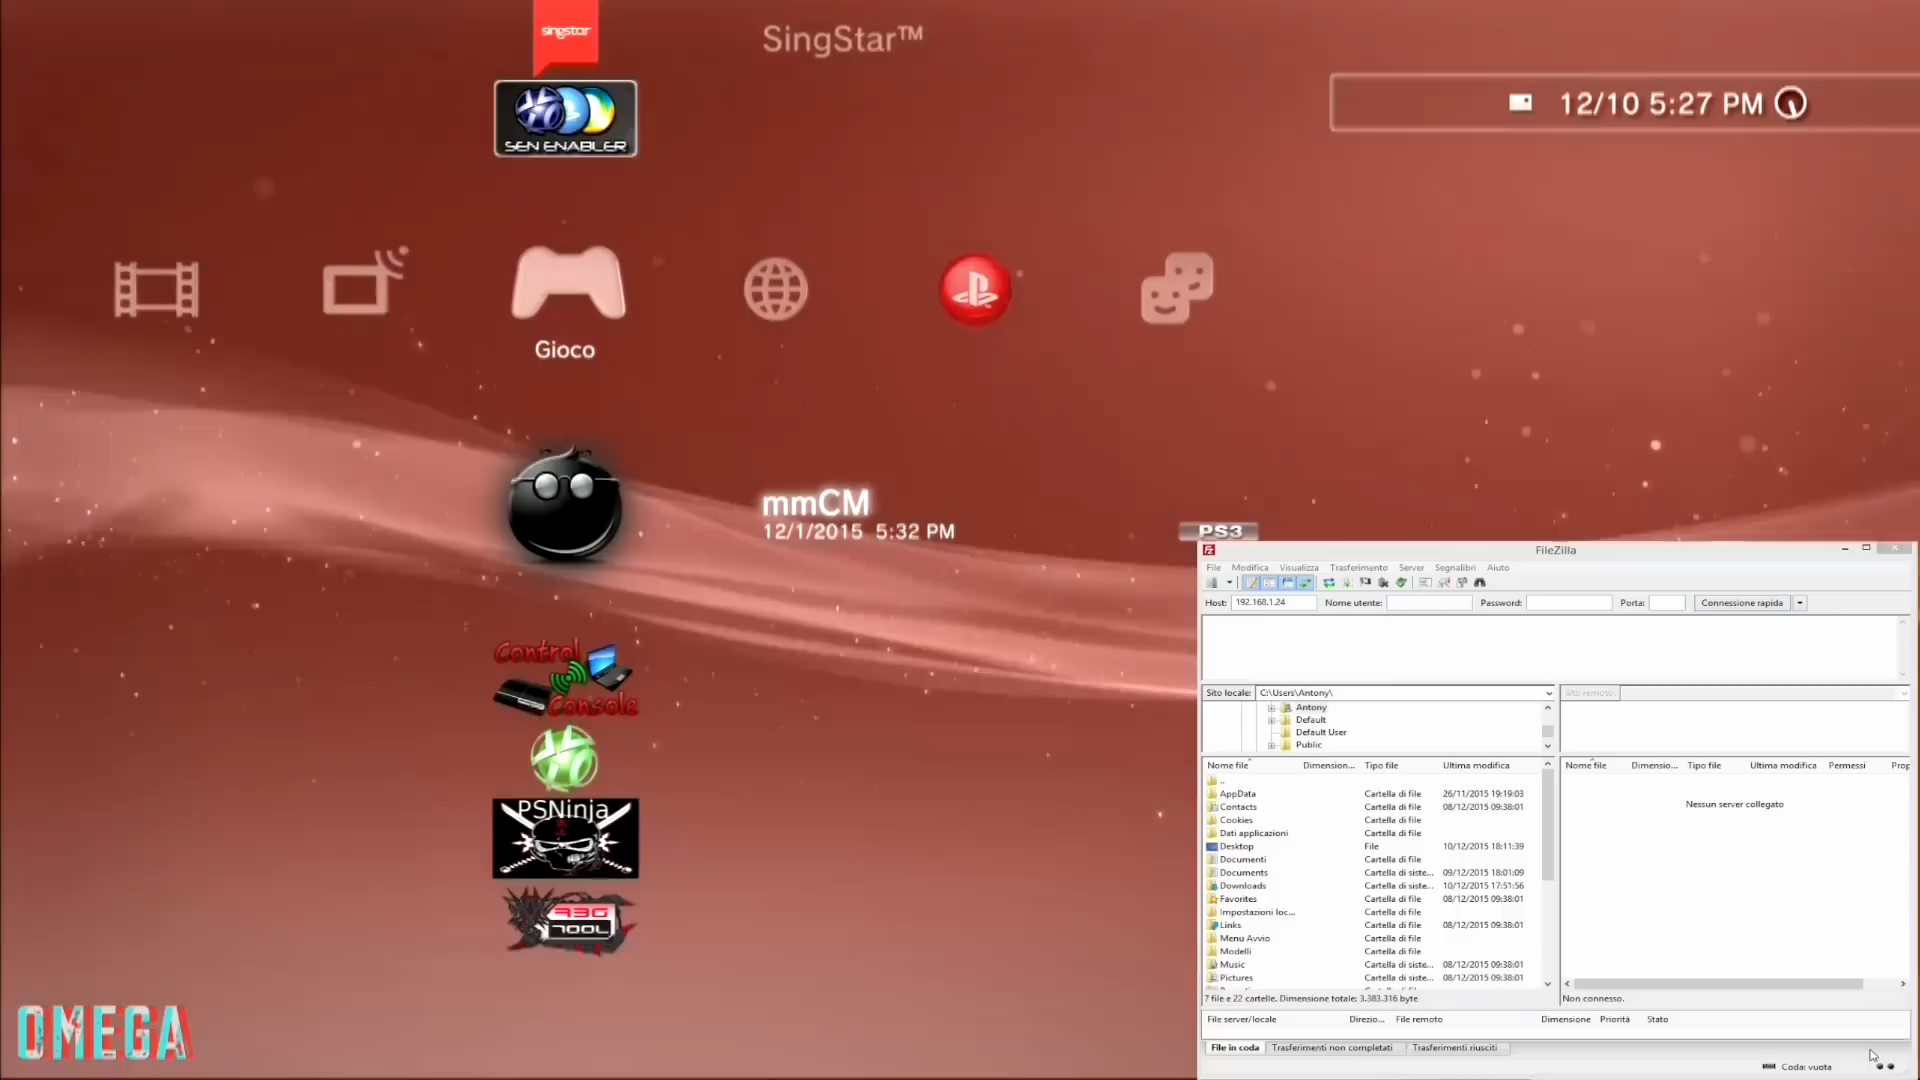 singstar
SingStar™
SEN ENABLER
12/10 5:27 PM
Gioco
mmCM
12/1/2015 5:32 PM
PS3
FileZilla
File Modifica Visualizza Trasferimento Server Segnalibri Aiuto
Host: 192.168.1.24 Nome utente: Password: Porta: Connessione rapida
Control
Console
Sito locale: C:\Users\Antony\ Sito remoto:
Antony
Default
Default User
Public
Nome file Dimension... Tipo file Ultima modifica Nome file Dimensio... Tipo file Ultima modifica Permessi Prop
..
AppData Cartella di file 26/11/2015 19:19:03
Contacts Cartella di file 08/12/2015 09:38:01
Nessun server collegato
Cookies Cartella di file
Dati applicazioni Cartella di file
Desktop File 10/12/2015 18:11:39
Documenti Cartella di file
Documents Cartella di siste... 09/12/2015 18:01:09
Downloads Cartella di siste... 10/12/2015 17:51:56
Favorites Cartella di file 08/12/2015 09:38:01
Impostazioni loc... Cartella di file
Links Cartella di file 08/12/2015 09:38:01
Menu Avvio Cartella di file
Modelli Cartella di file
Music Cartella di siste... 08/12/2015 09:38:01
Pictures Cartella di siste... 08/12/2015 09:38:01
7 file e 22 cartelle. Dimensione totale: 3.383.316 byte Non connesso.
File server/locale Direzio... File remoto Dimensione Priorità Stato
File in coda Trasferimenti non completati Trasferimenti riusciti
Coda: vuota
PSNinja
TOOL
OMEGA